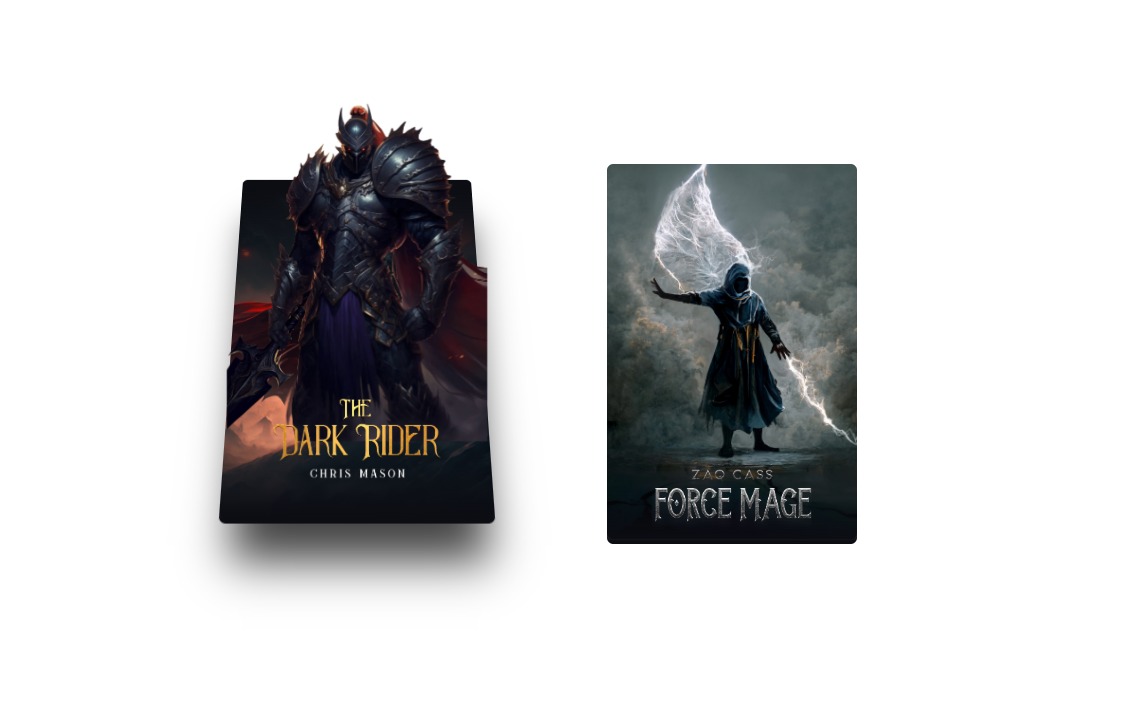 THE
DARK RIDER
CHRIS MASON
ZAQ CASS
FORCE MAGE